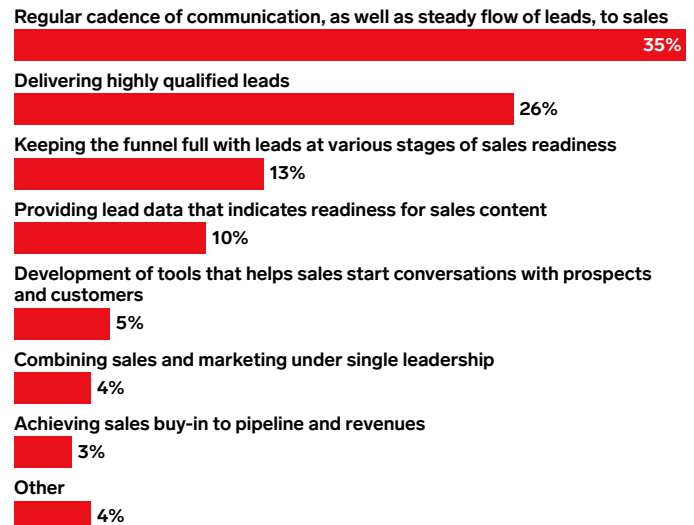 Regular cadence of communication, as well as steady flow of leads, to sales
35%
Delivering highly qualified leads
26%
Keeping the funnel full with leads at various stages of sales readiness
13%
Providing lead data that indicates readiness for sales content
10%
Development of tools that helps sales start conversations with prospects
and customers
5%
Combining sales and marketing under single leadership
4%
Achieving sales buy-in to pipeline and revenues
3%
Other
4%